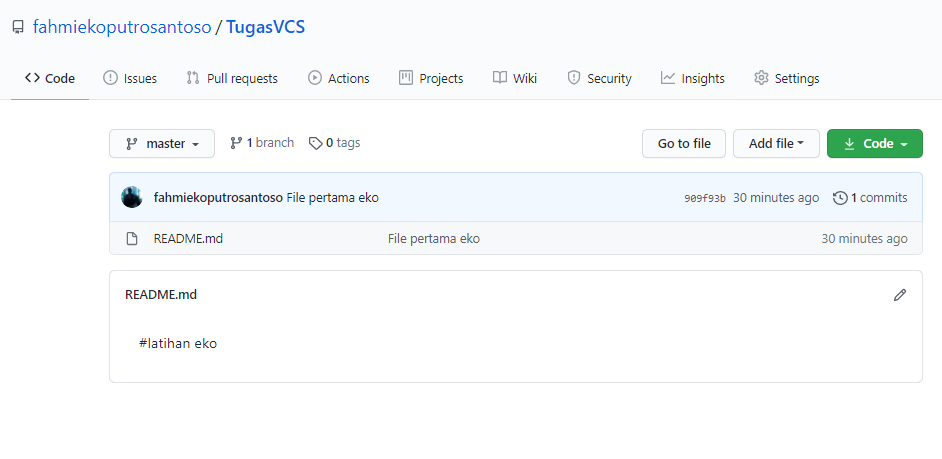 fahmiekoputrosantoso / TugasVCS
Code Issues Pull requests Actions Projects Wiki Security Insights Settings
master 1 branch 0 tags Go to file Add file Code
fahmiekoputrosantoso File pertama eko 909f93b 30 minutes ago 1 commits
README.md File pertama eko 30 minutes ago
README.md
#latihan eko